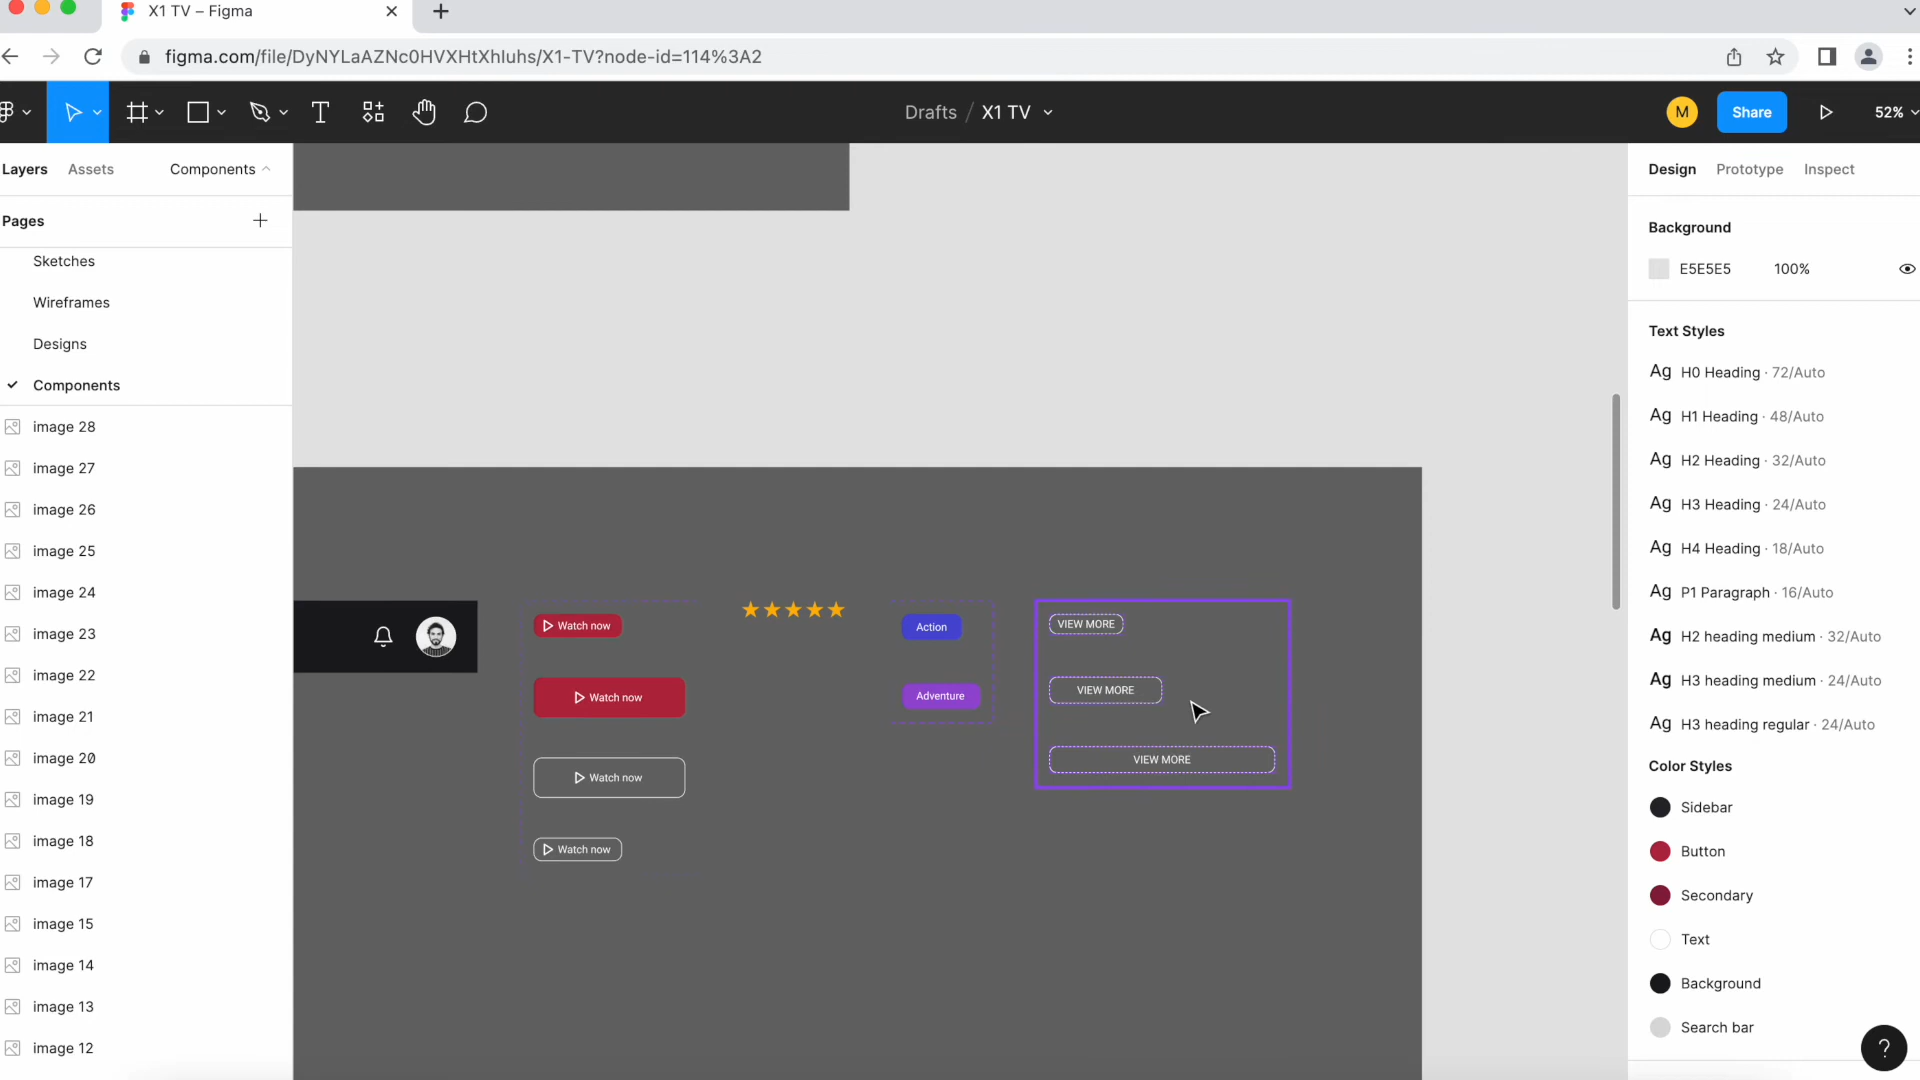 X1 TV – Figma
figma.com/file/DyNYLaAZNc0HVXHtXhluhs/X1-TV?node-id=114%3A2
Drafts / X1 TV
M
Share
52%
Layers
Assets
Components
Pages
Sketches
Wireframes
Designs
Components
image 28
image 27
image 26
image 25
image 24
image 23
image 22
image 21
image 20
image 19
image 18
image 17
image 15
image 14
image 13
image 12
Watch now
Watch now
Watch now
Watch now
Action
Adventure
VIEW MORE
VIEW MORE
VIEW MORE
Design
Prototype
Inspect
Background
E5E5E5 100%
Text Styles
Ag H0 Heading · 72/Auto
Ag H1 Heading · 48/Auto
Ag H2 Heading · 32/Auto
Ag H3 Heading · 24/Auto
Ag H4 Heading · 18/Auto
Ag P1 Paragraph · 16/Auto
Ag H2 heading medium · 32/Auto
Ag H3 heading medium · 24/Auto
Ag H3 heading regular · 24/Auto
Color Styles
Sidebar
Button
Secondary
Text
Background
Search bar
?